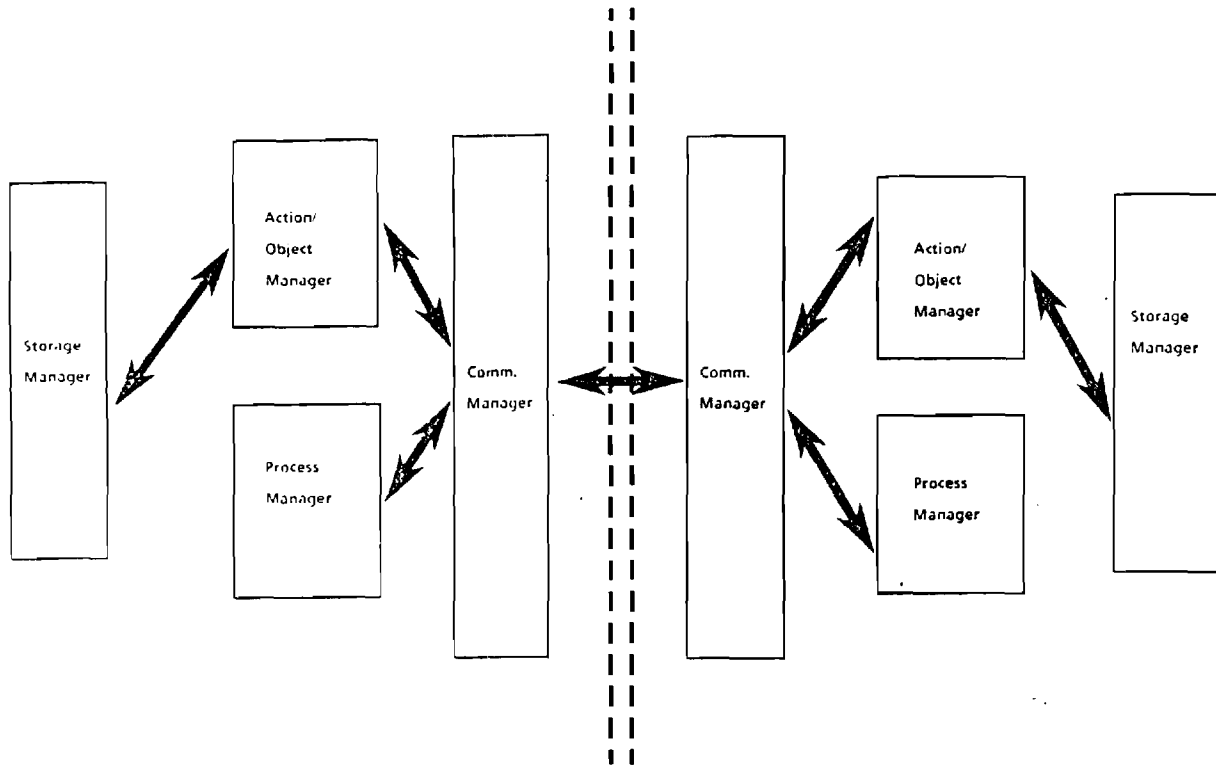 Storage
Manager
Action/
Object
Manager
Process
Manager
Comm.
Manager
Comm.
Manager
Action/
Object
Manager
Process
Manager
Storage
Manager